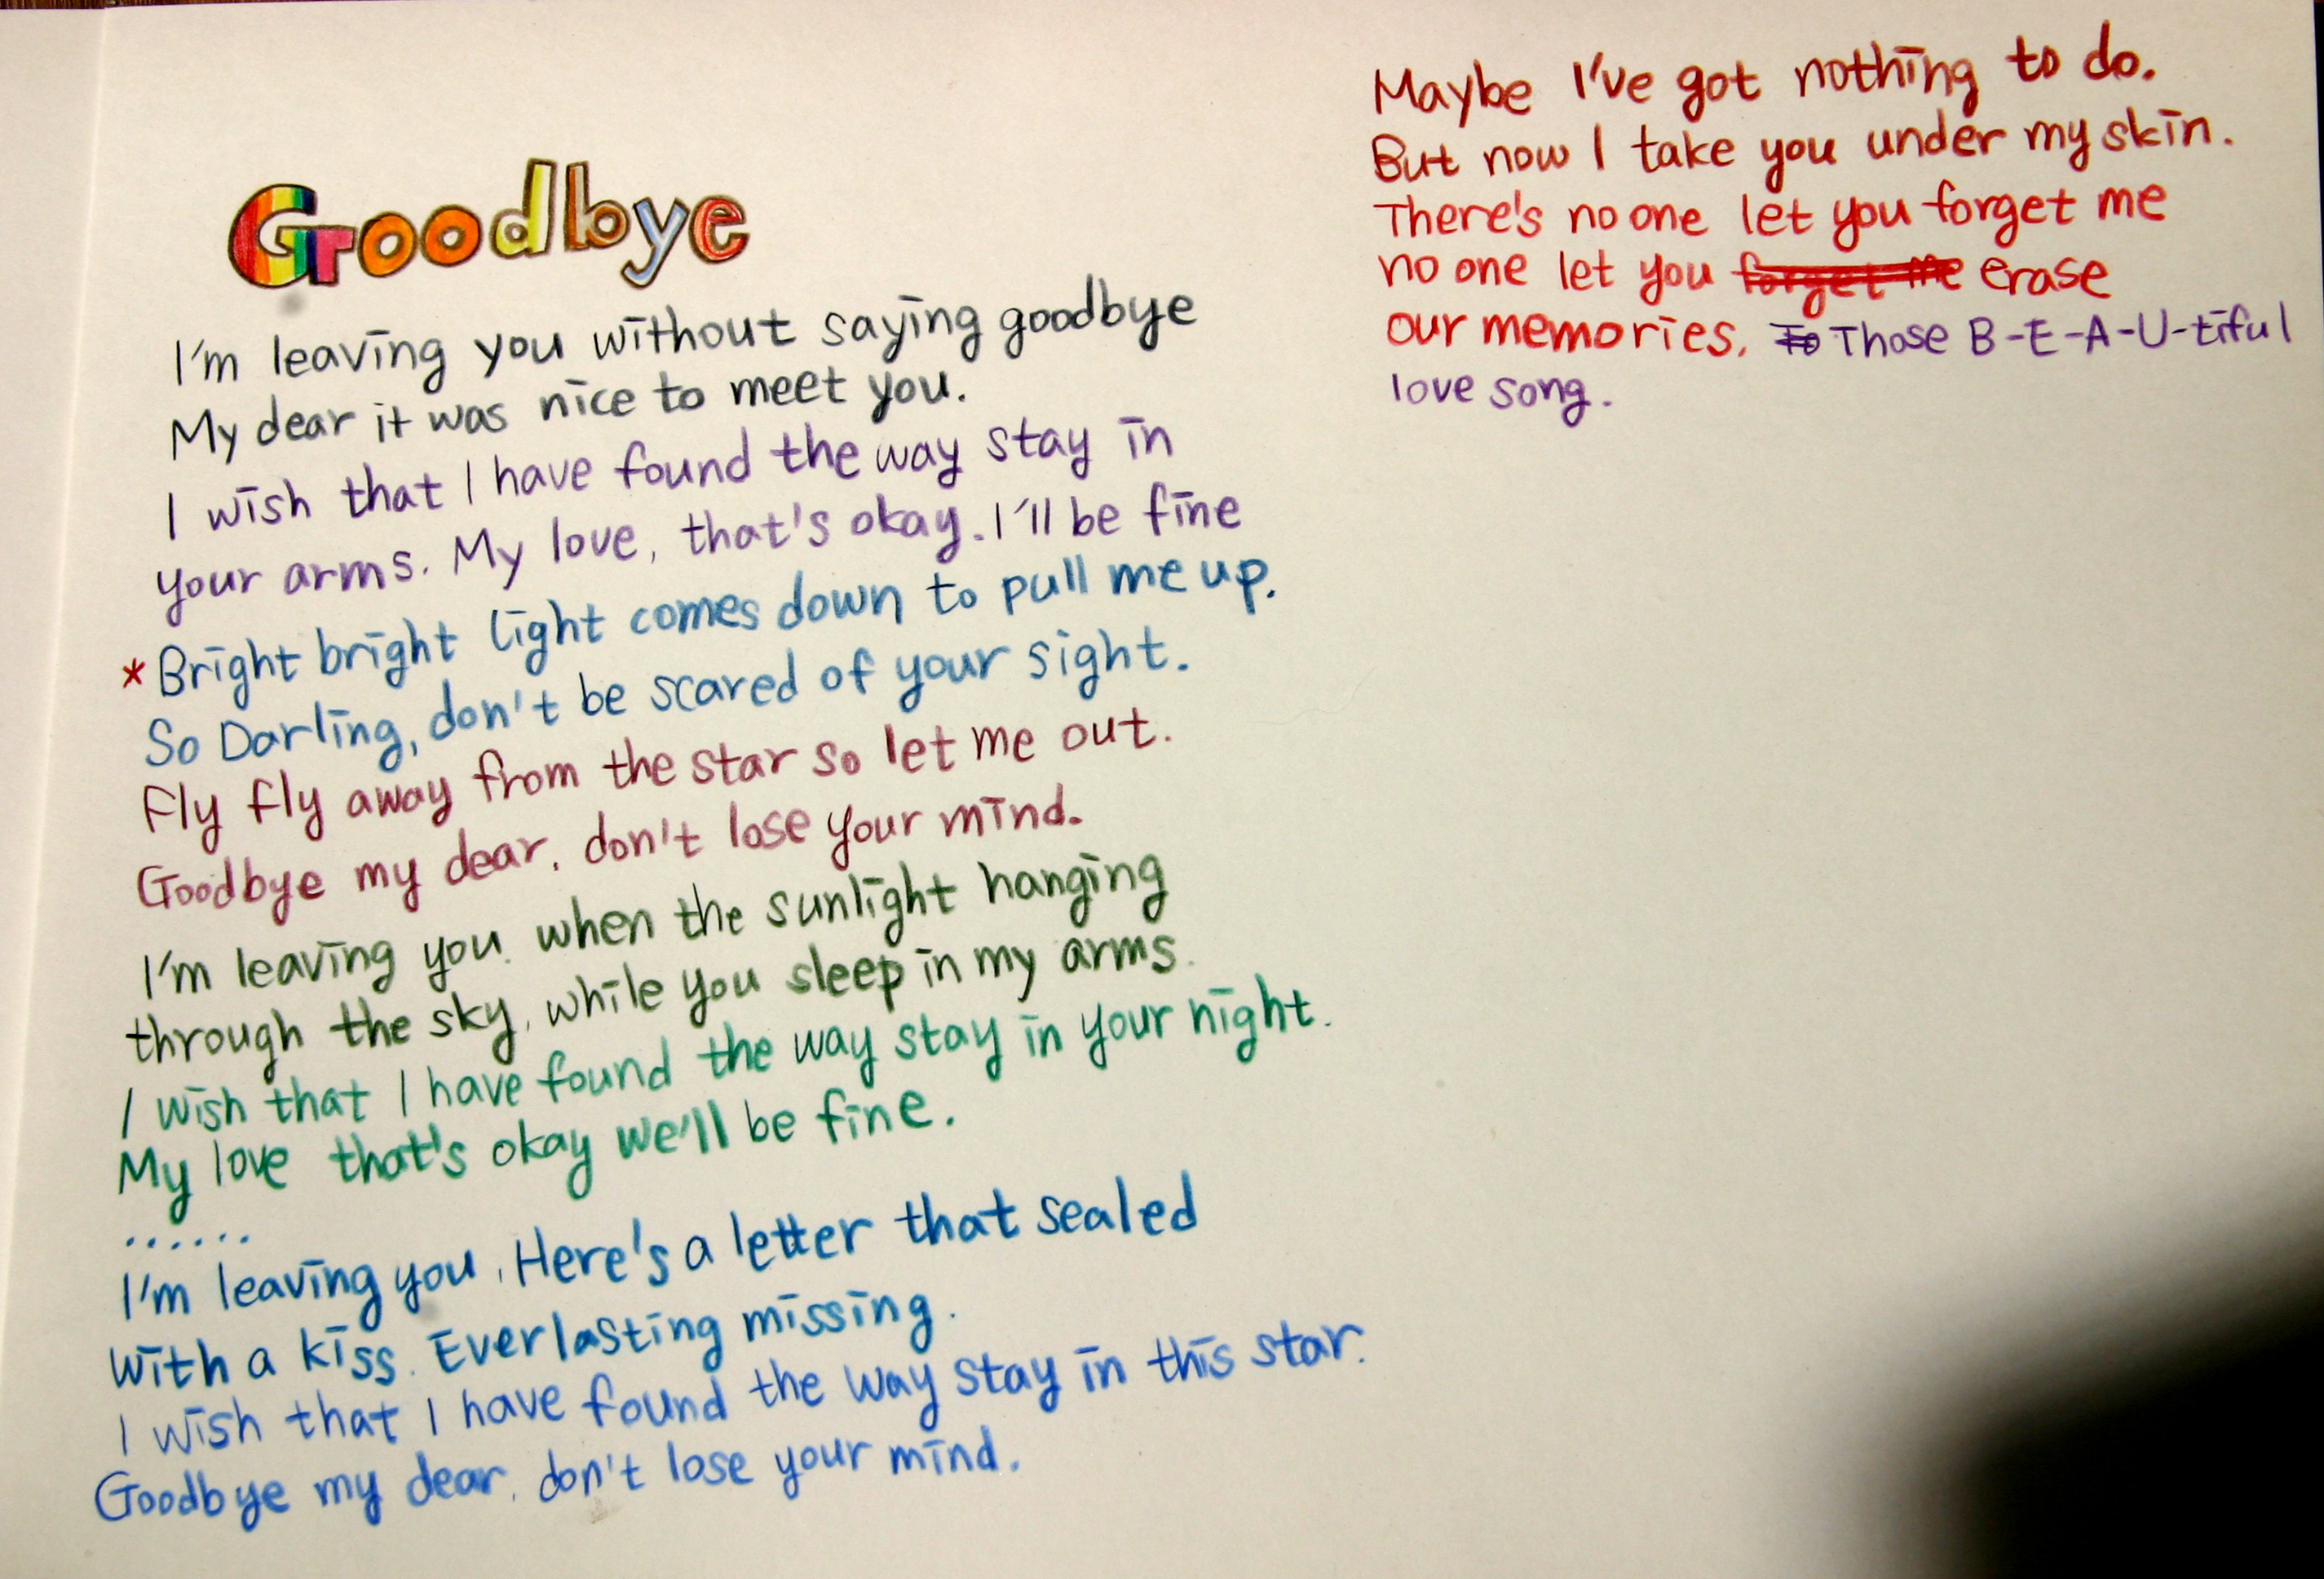 Goodbye
I'm leaving you without saying goodbye
My dear it was nice to meet you.
I wish that I have found the way stay in
your arms. My love, that's okay. I'll be fine
*Bright bright light comes down to pull me up.
So Darling, don't be scared of your sight.
Fly fly away from the star so let me out.
Goodbye my dear, don't lose your mind.
I'm leaving you when the sunlight hanging
through the sky, while you sleep in my arms.
I wish that I have found the way stay in your night.
My love that's okay we'll be fine.
......
I'm leaving you, Here's a letter that sealed
with a kiss. Everlasting missing.
I wish that I have found the way stay in this star.
Goodbye my dear, don't lose your mind.
Maybe I've got nothing to do.
But now I take you under my skin.
There's no one let you forget me
no one let you forget me erase
our memories, To Those B-E-A-U-tiful
love song.